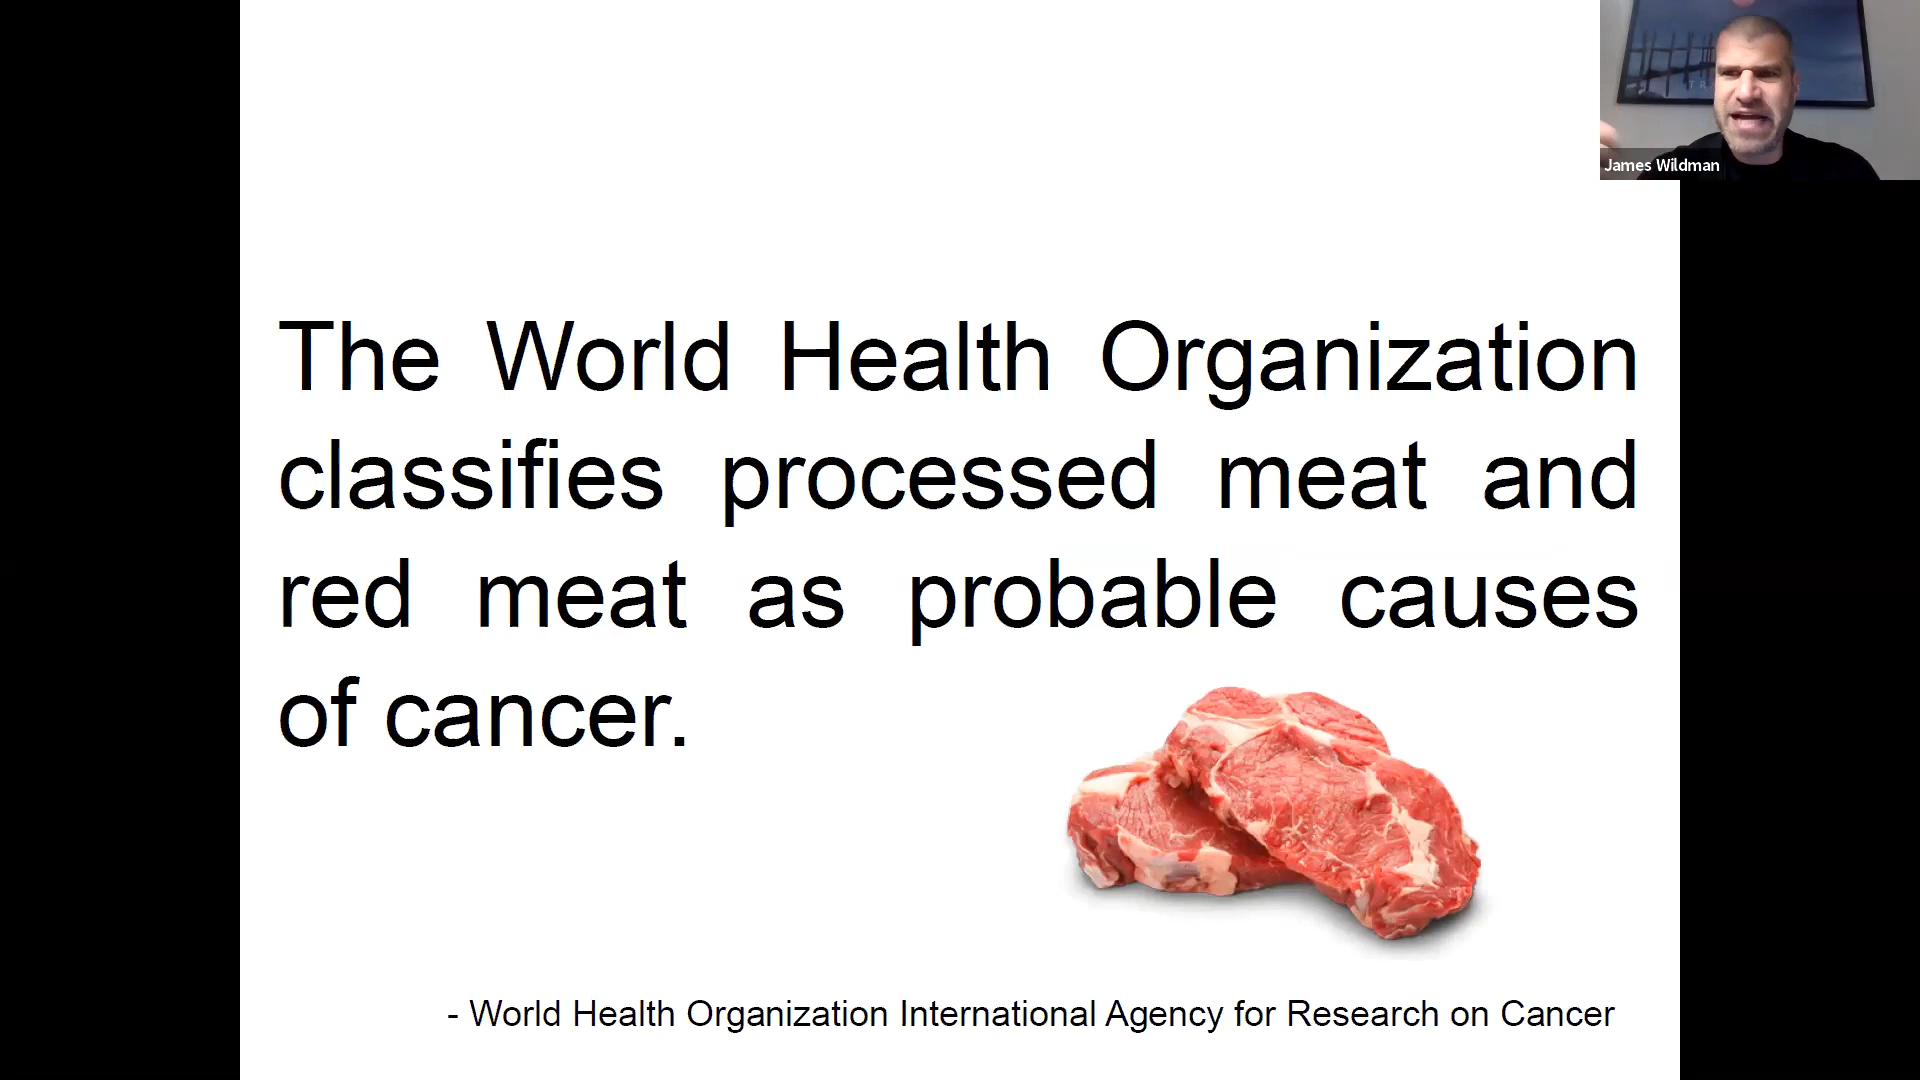 James Wildman
The World Health Organization
classifies processed meat and
red meat as probable causes
of cancer.
- World Health Organization International Agency for Research on Cancer